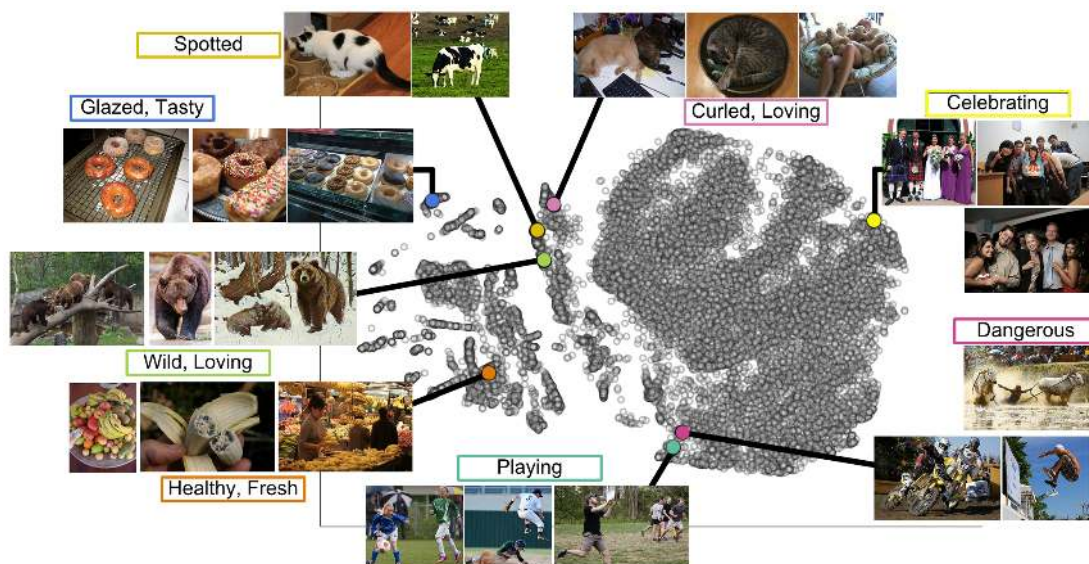 Spotted
Glazed, Tasty
Curled, Loving
Celebrating
Dangerous
Wild, Loving
Playing
Healthy, Fresh